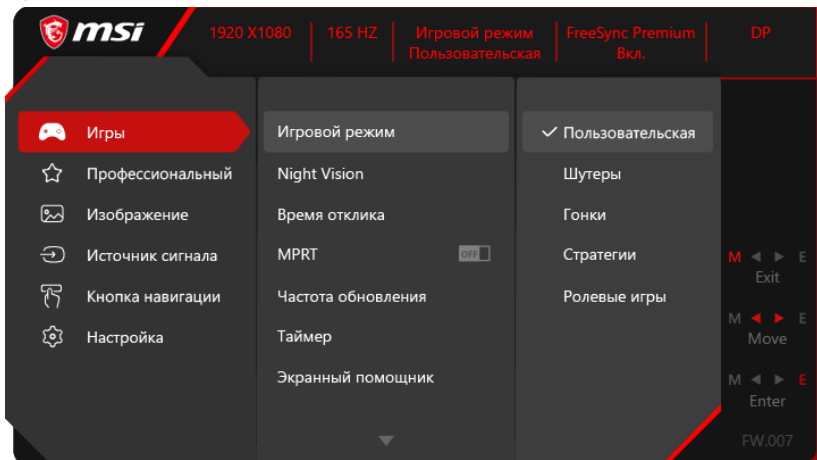 msi
1920 X1080
165 HZ
Игровой режим
Пользовательская
FreeSync Premium
Вкл.
DP
Игры
Профессиональный
Изображение
Источник сигнала
Кнопка навигации
Настройка
Игровой режим
Night Vision
Время отклика
MPRT OFF
Частота обновления
Таймер
Экранный помощник
✓ Пользовательская
Шутеры
Гонки
Стратегии
Ролевые игры
M ◄ ► E
Exit
M ◄ ► E
Move
M ◄ ► E
Enter
FW.007